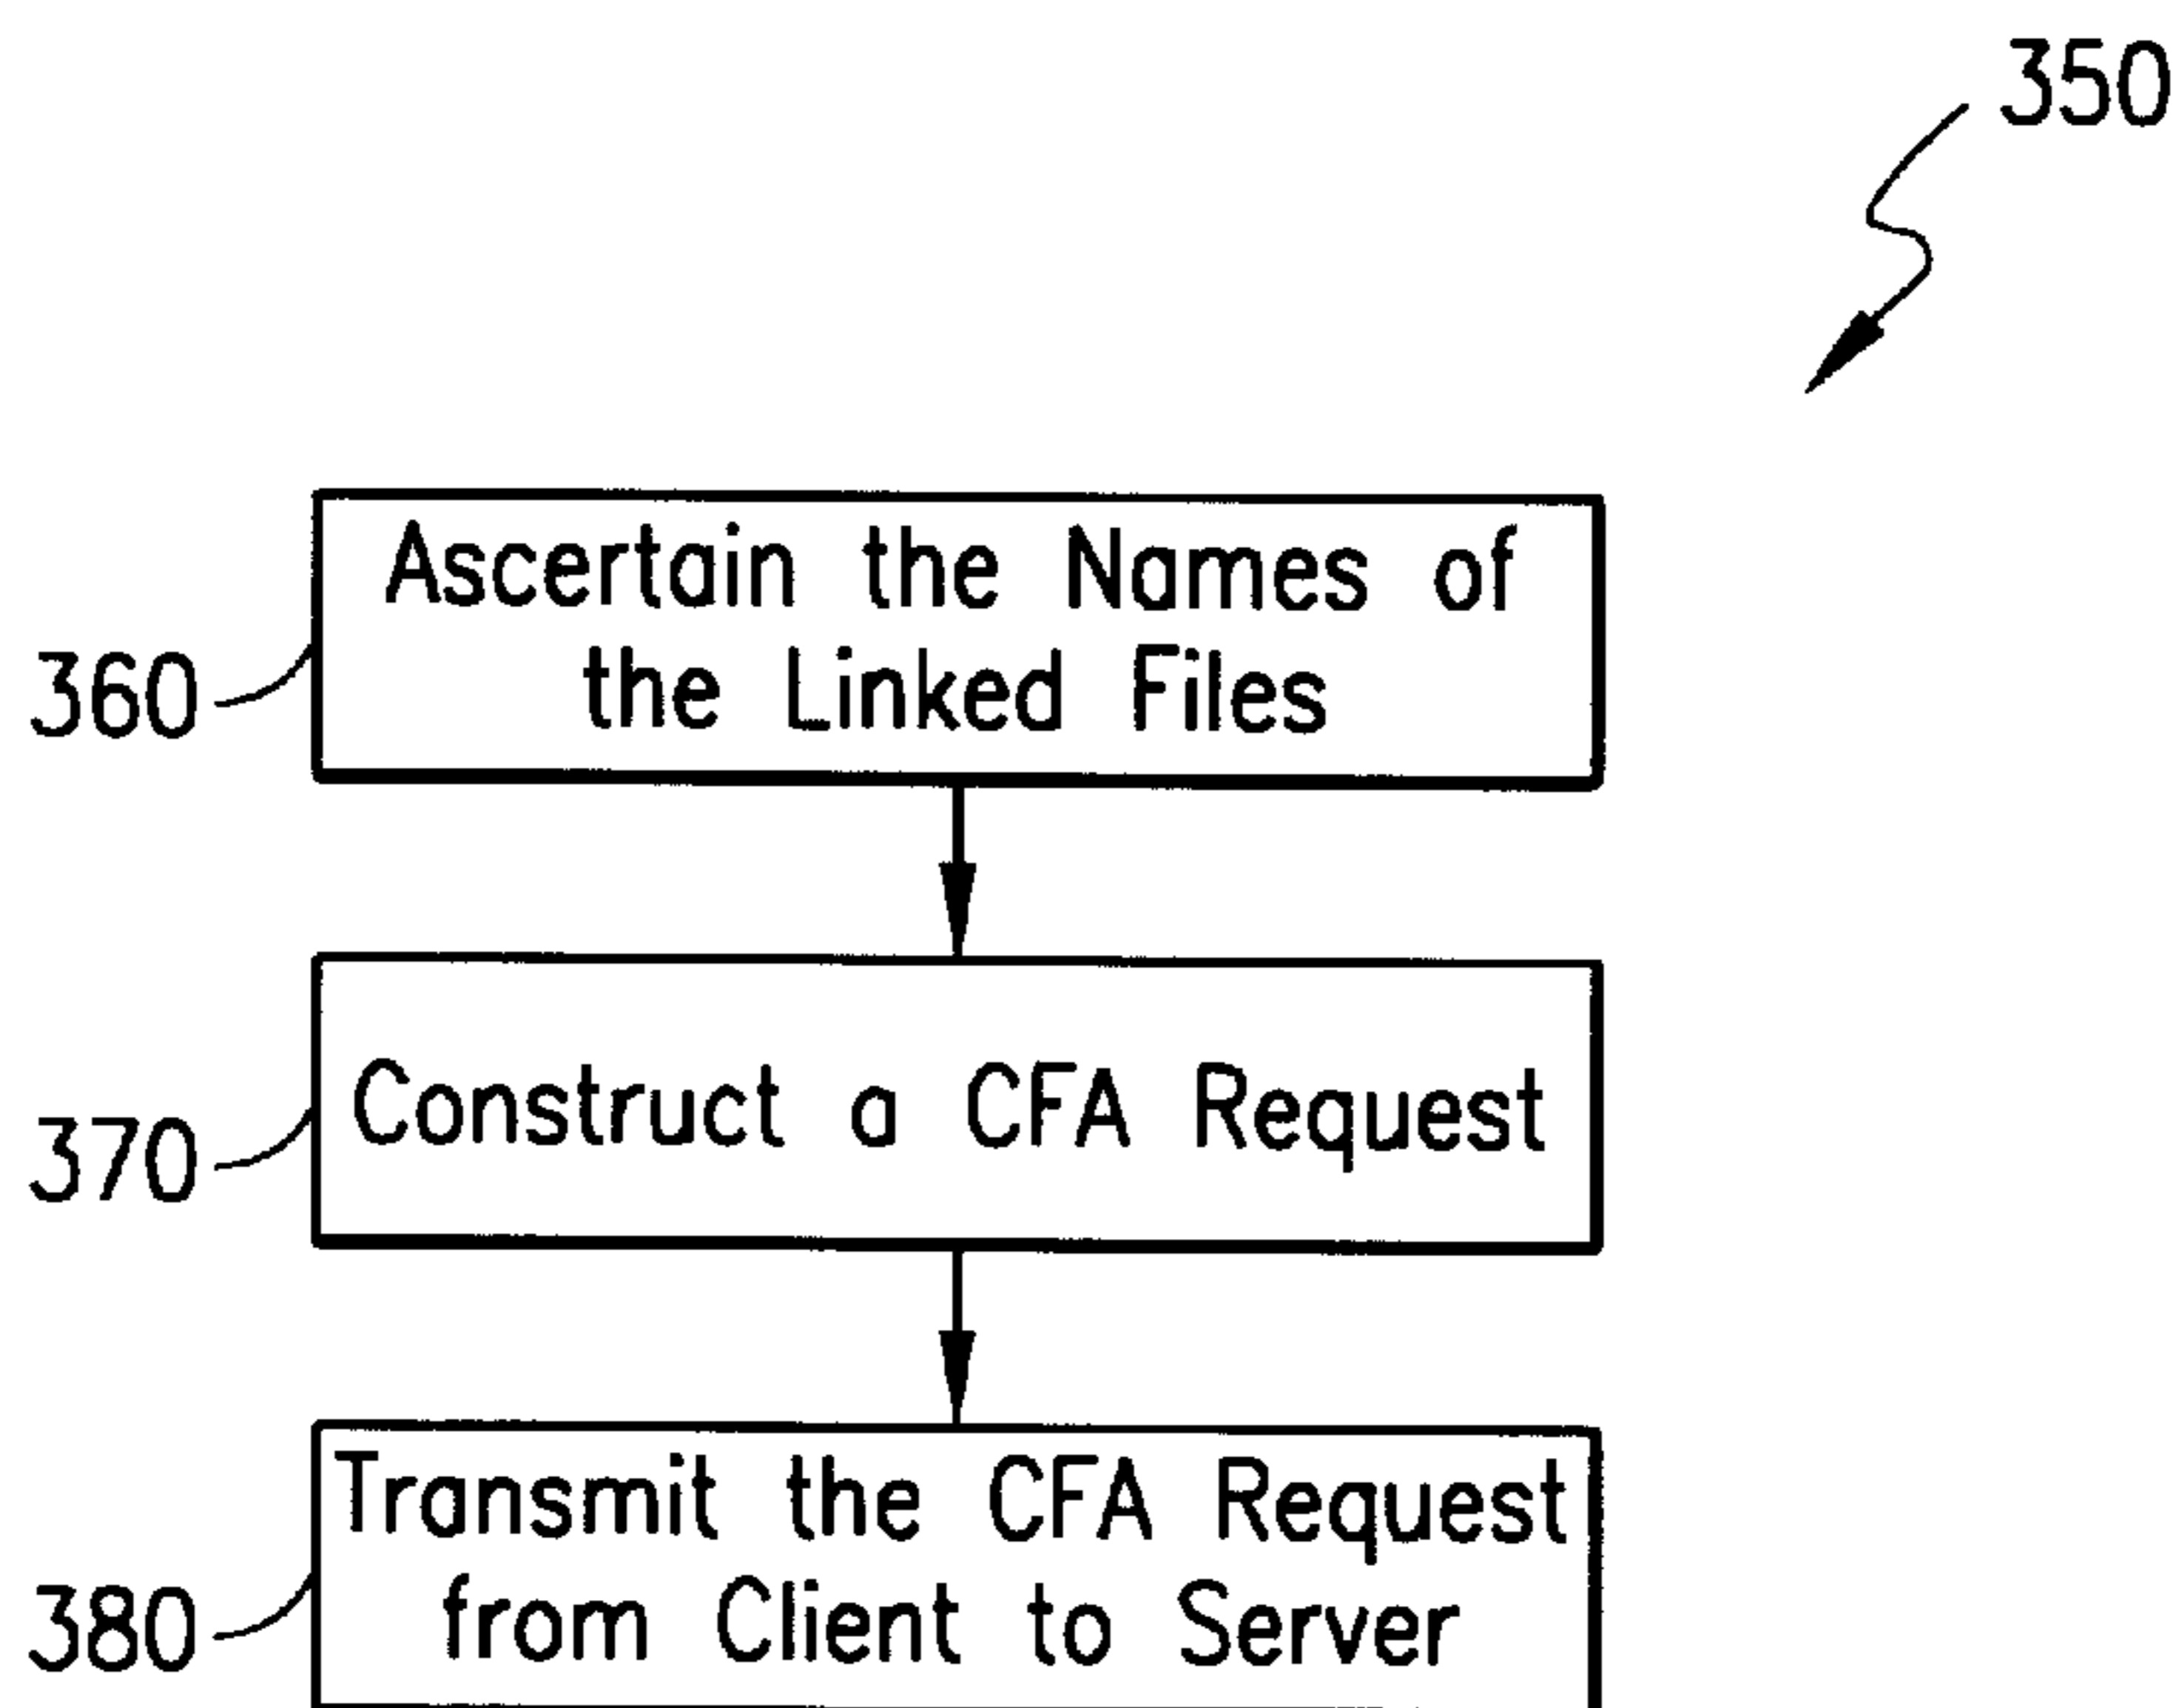 350
Ascertain the Names of
the Linked Files
360
Construct a CFA Request
370
Transmit the CFA Request
from Client to Server
380